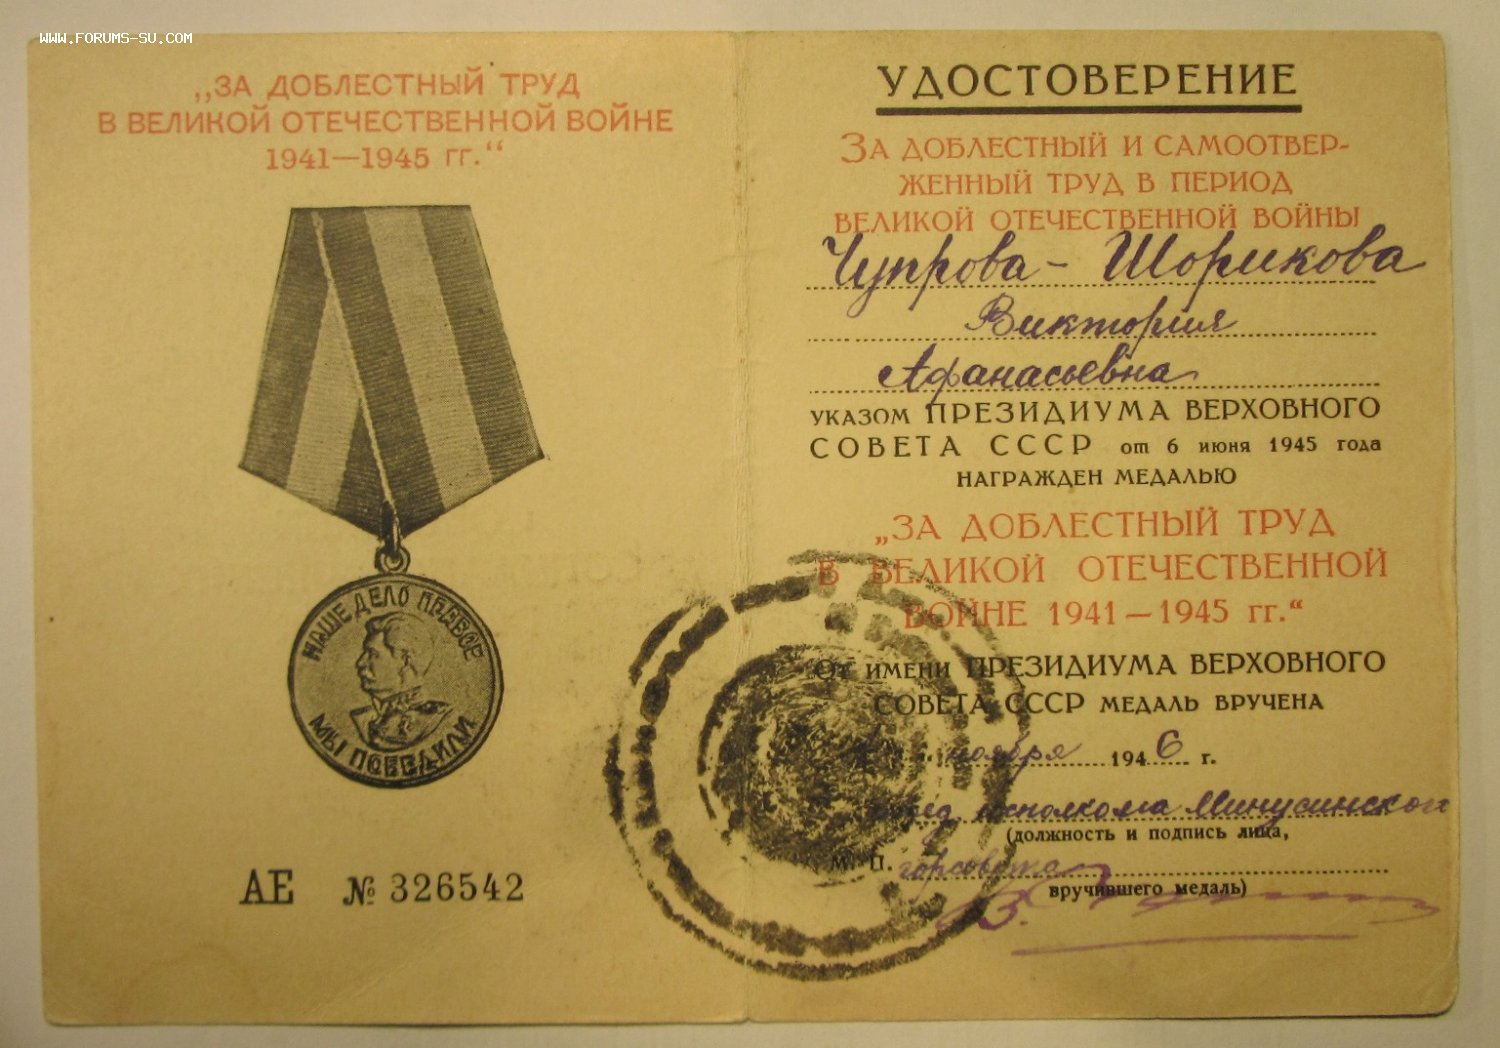 WWW.FORUMS-SU.COM
„ЗА ДОБЛЕСТНЫЙ ТРУД
В ВЕЛИКОЙ ОТЕЧЕСТВЕННОЙ ВОЙНЕ
1941—1945 гг.“
НАШЕ ДЕЛО ПРАВОЕ
МЫ ПОБЕДИЛИ
АЕ № 326542
УДОСТОВЕРЕНИЕ
ЗА ДОБЛЕСТНЫЙ И САМООТВЕР-
ЖЕННЫЙ ТРУД В ПЕРИОД
ВЕЛИКОЙ ОТЕЧЕСТВЕННОЙ ВОЙНЫ
Чупрова - Шорикова
Виктория
Афанасьевна
УКАЗОМ ПРЕЗИДИУМА ВЕРХОВНОГО
СОВЕТА СССР от 6 июня 1945 года
НАГРАЖДЕН МЕДАЛЬЮ
„ЗА ДОБЛЕСТНЫЙ ТРУД
В ВЕЛИКОЙ ОТЕЧЕСТВЕННОЙ
ВОЙНЕ 1941—1945 гг.“
ОТ ИМЕНИ ПРЕЗИДИУМА ВЕРХОВНОГО
СОВЕТА СССР МЕДАЛЬ ВРУЧЕНА
ноября 1946 г.
исполкома Минусинского
(должность и подпись лица,
М. П. горсовета
вручившего медаль)